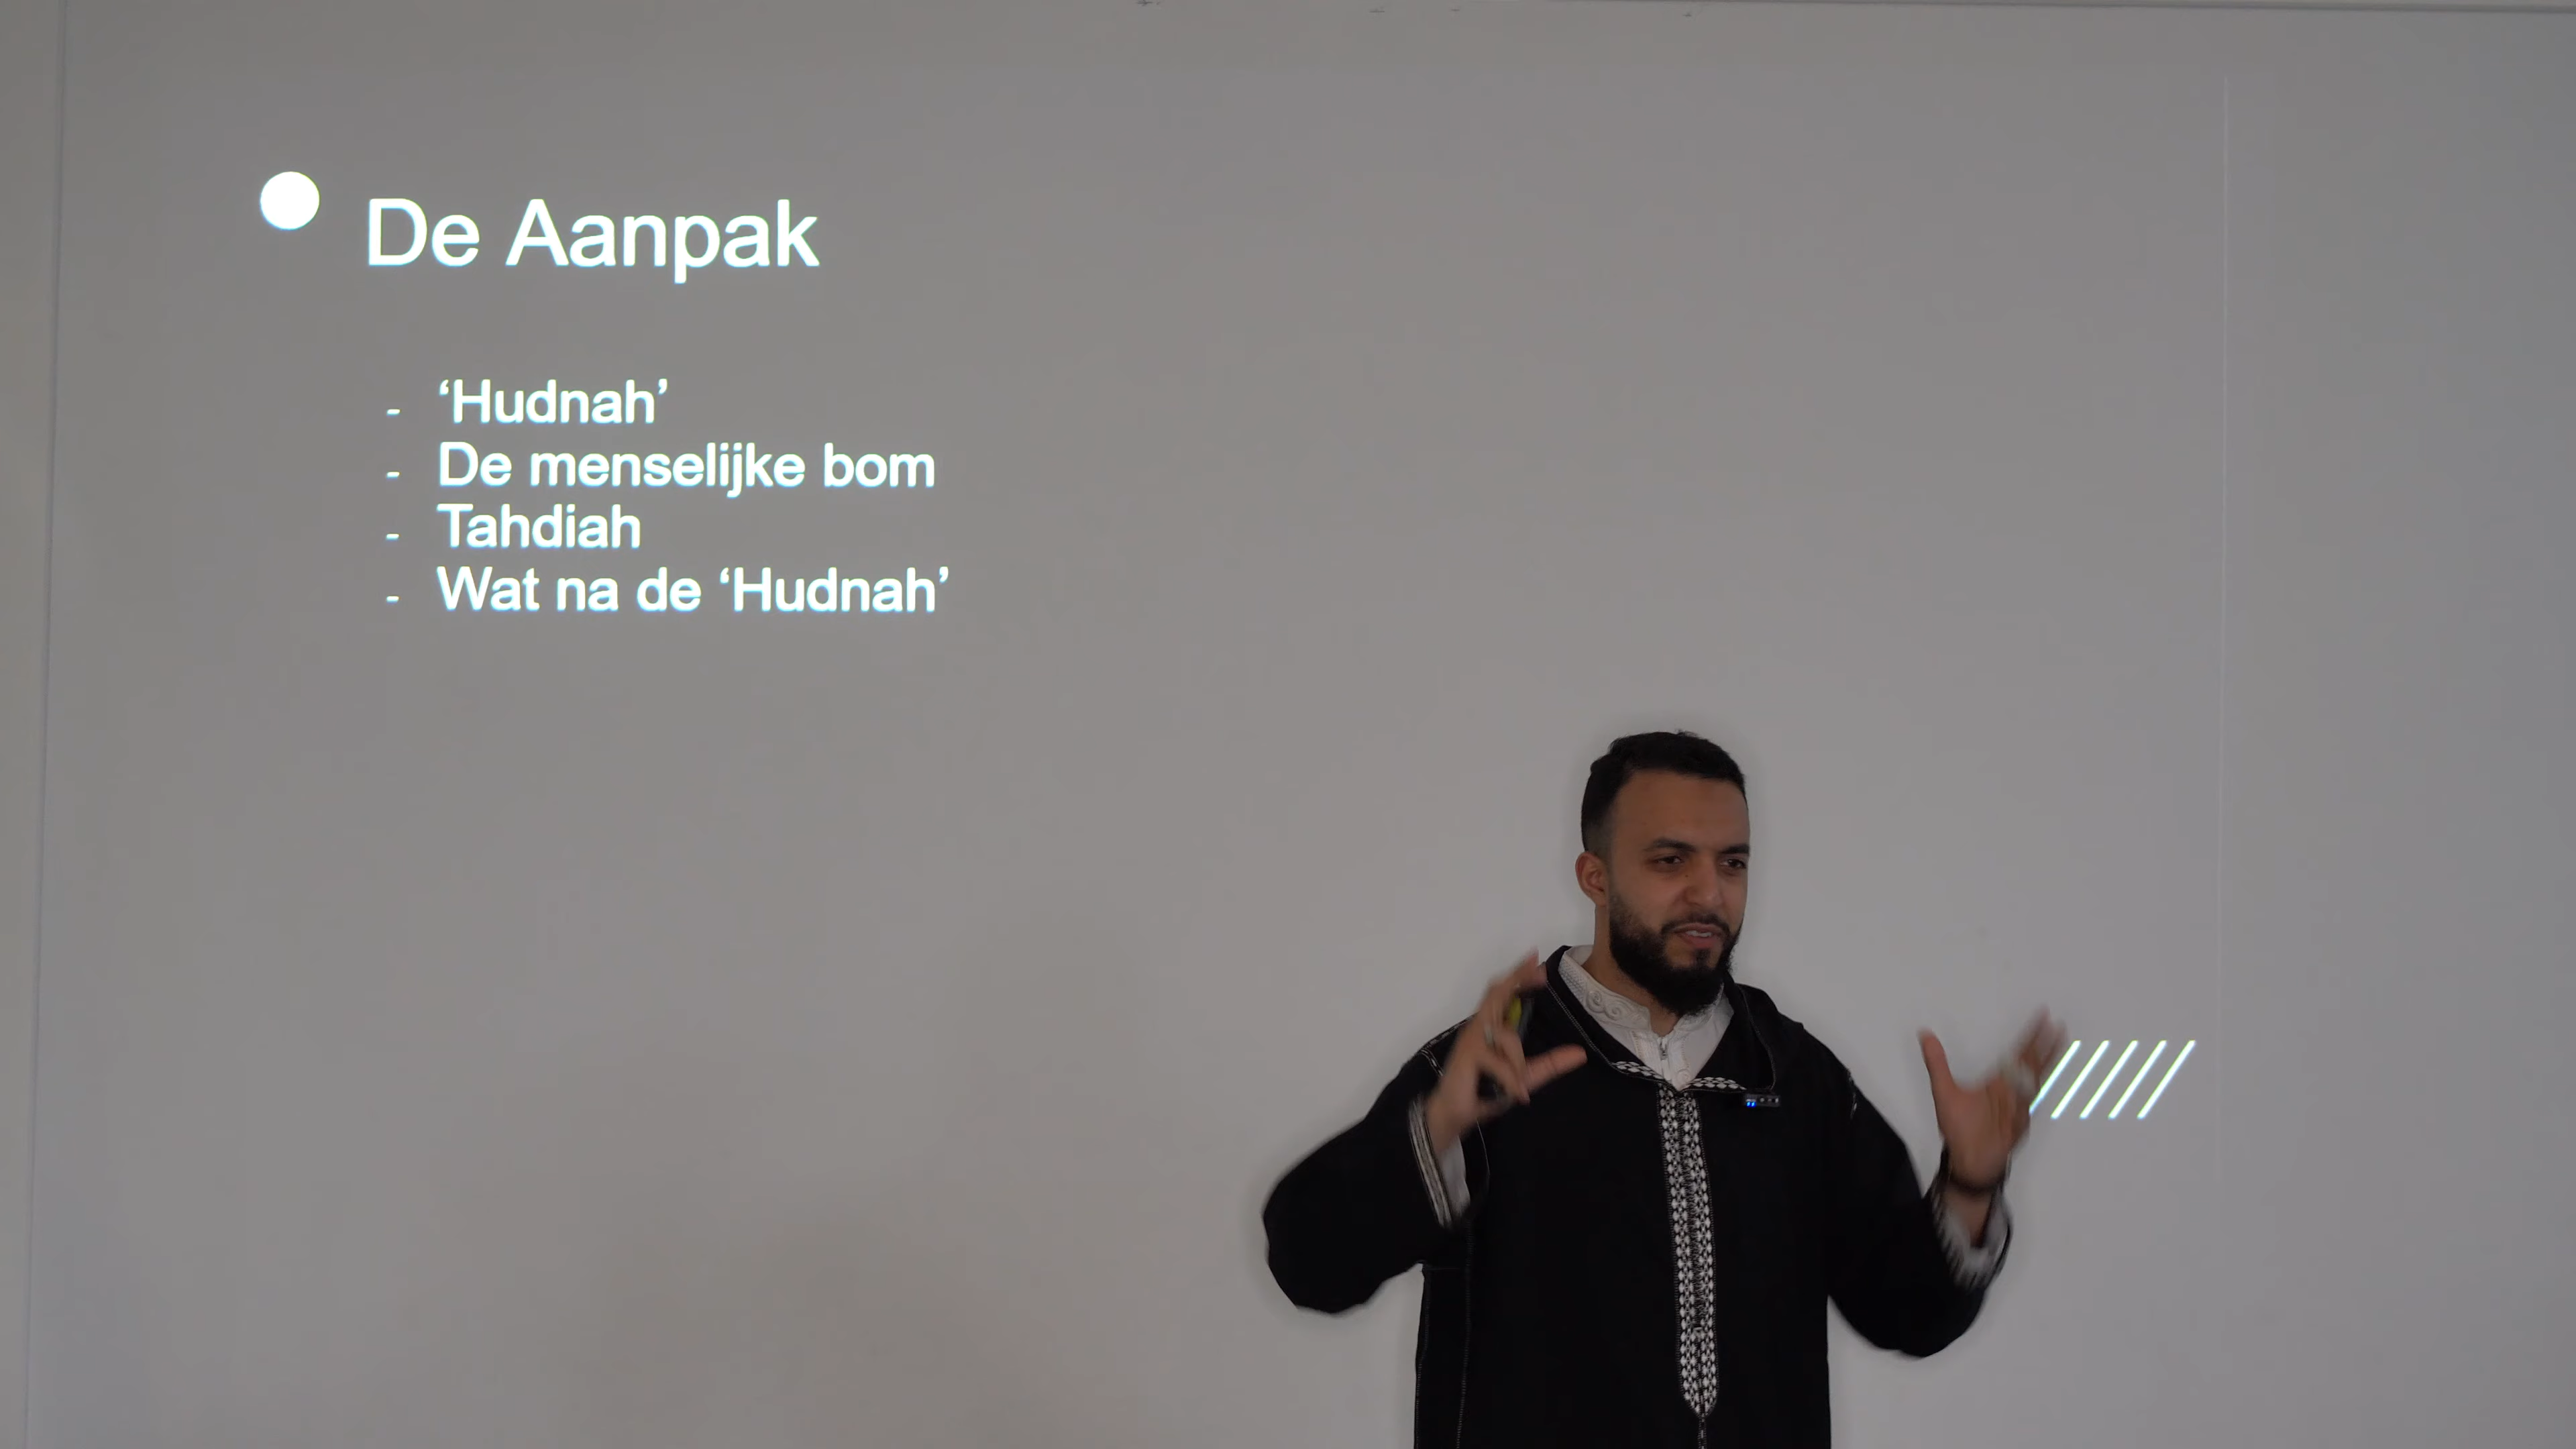 De Aanpak
- ‘Hudnah’
- De menselijke bom
- Tahdiah
- Wat na de ‘Hudnah’